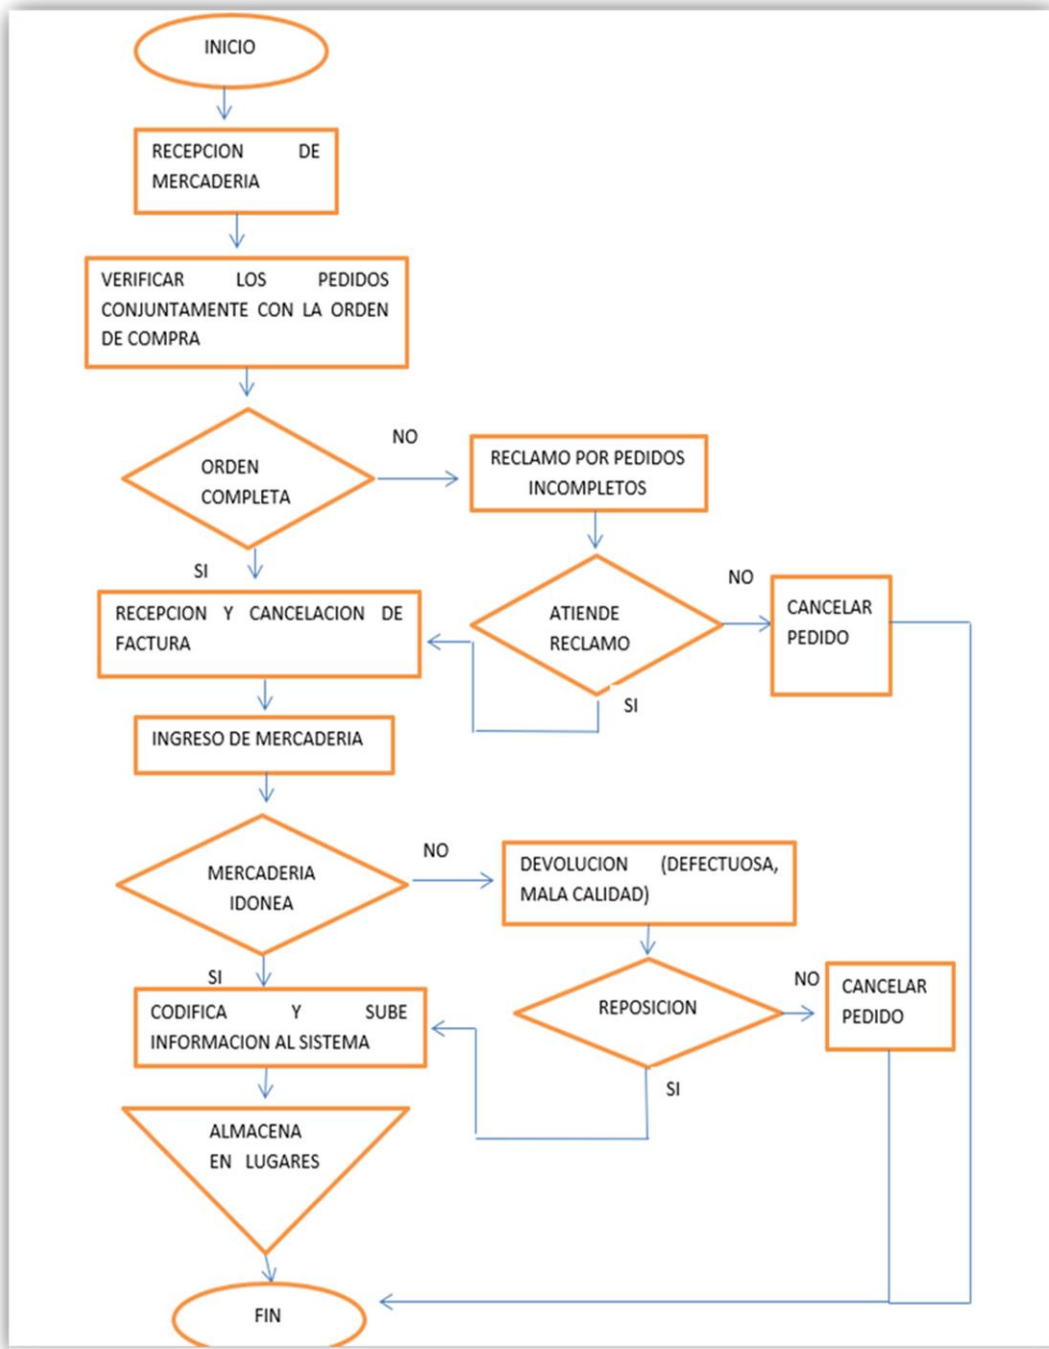 INICIO
RECEPCION DE
MERCADERIA
VERIFICAR LOS PEDIDOS
CONJUNTAMENTE CON LA ORDEN
DE COMPRA
ORDEN
COMPLETA
NO
RECLAMO POR PEDIDOS
INCOMPLETOS
SI
RECEPCION Y CANCELACION DE
FACTURA
ATIENDE
RECLAMO
NO
CANCELAR
PEDIDO
SI
INGRESO DE MERCADERIA
MERCADERIA
IDONEA
NO
DEVOLUCION (DEFECTUOSA,
MALA CALIDAD)
SI
CODIFICA Y SUBE
INFORMACION AL SISTEMA
REPOSICION
NO
CANCELAR
PEDIDO
SI
ALMACENA
EN LUGARES
FIN